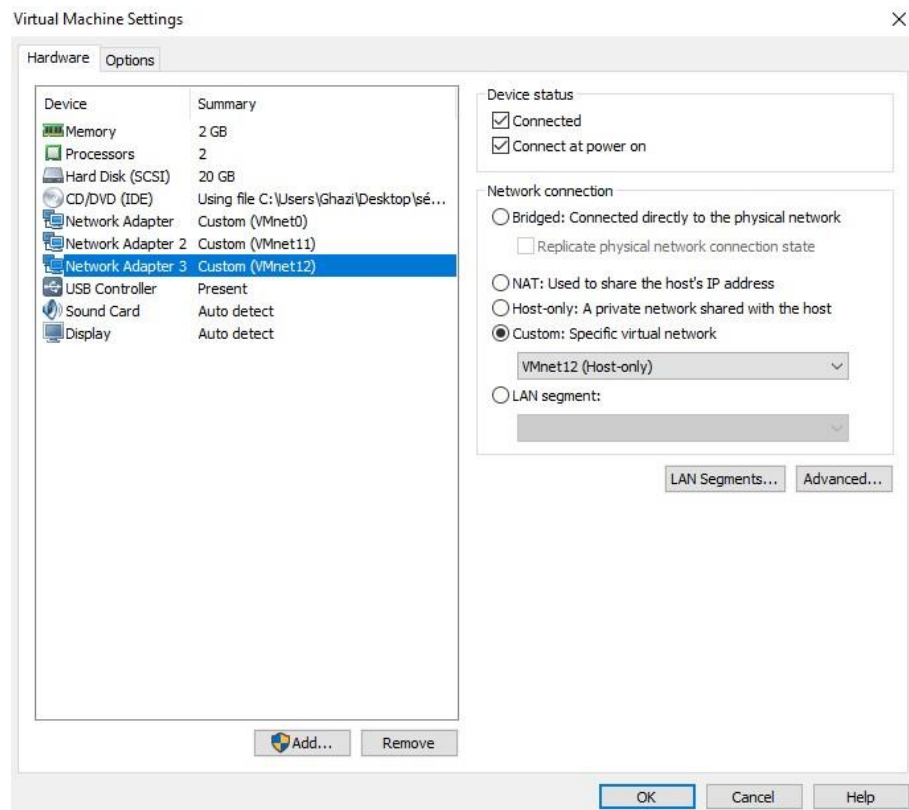 Virtual Machine Settings
Hardware
Options
Device Summary
Memory 2 GB
Processors 2
Hard Disk (SCSI) 20 GB
CD/DVD (IDE) Using file C:\Users\Ghazi\Desktop\sé...
Network Adapter Custom (VMnet0)
Network Adapter 2 Custom (VMnet11)
Network Adapter 3 Custom (VMnet12)
USB Controller Present
Sound Card Auto detect
Display Auto detect
Add...
Remove
Device status
Connected
Connect at power on
Network connection
Bridged: Connected directly to the physical network
Replicate physical network connection state
NAT: Used to share the host's IP address
Host-only: A private network shared with the host
Custom: Specific virtual network
VMnet12 (Host-only)
LAN segment:
LAN Segments...
Advanced...
OK
Cancel
Help